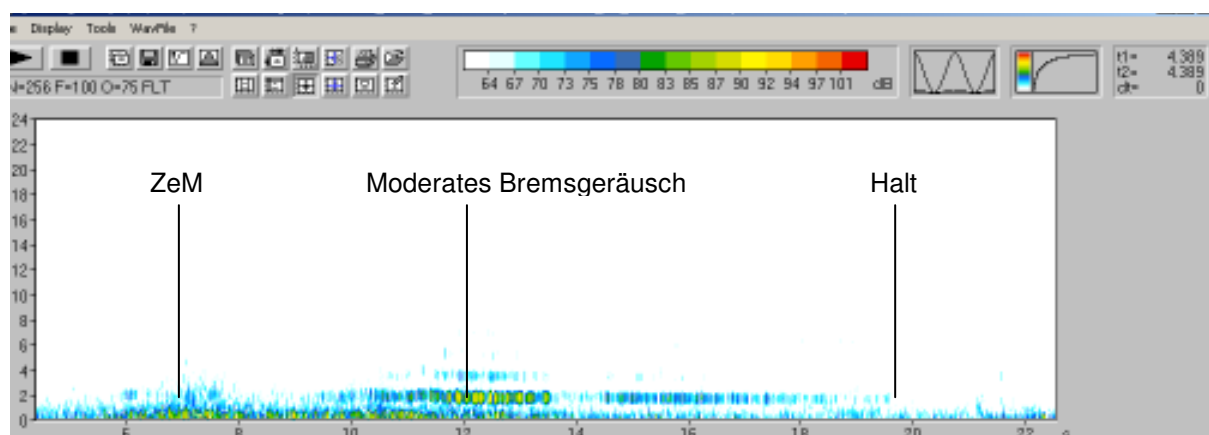 Display Tools WavFile ?
64 67 70 73 75 78 80 83 85 87 90 92 94 97 101 dB
t1= 4.389
t2= 4.389
dt= 0
N=256 F=100 O=75 FLT
24
22
20
18
16
14
12
10
8
6
4
2
0
ZeM Moderates Bremsgeräusch Halt
6 8 10 12 14 16 18 20 22 s